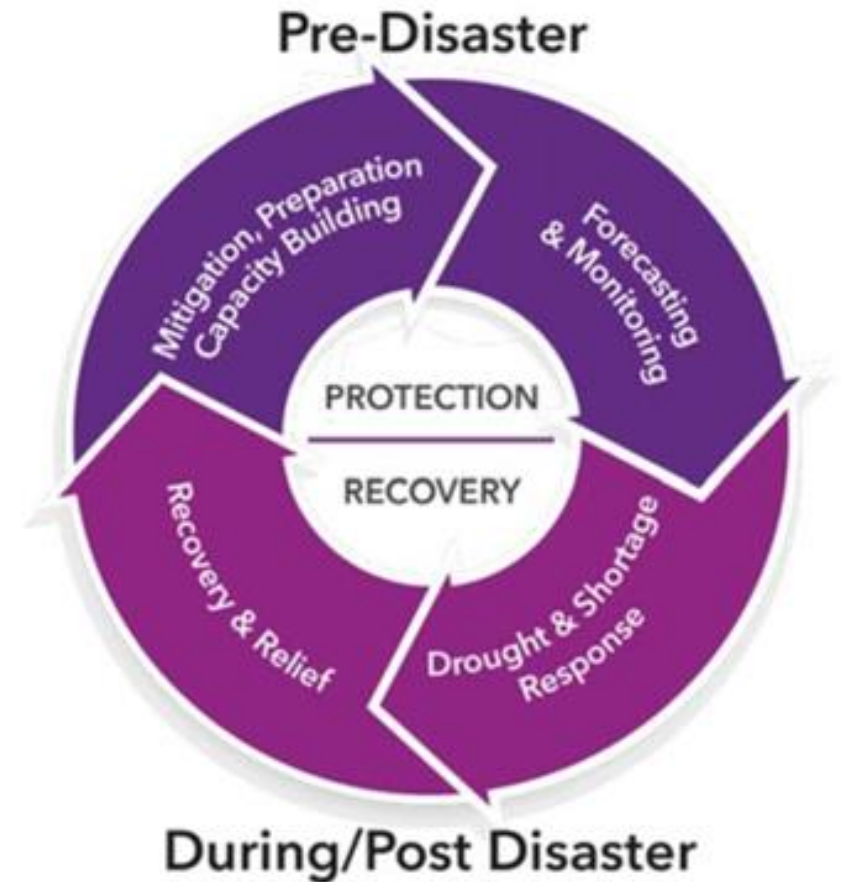 Pre-Disaster
Mitigation, Preparation
Capacity Building
Forecasting
& Monitoring
PROTECTION
RECOVERY
Recovery & Relief
Drought & Shortage
Response
During/Post Disaster